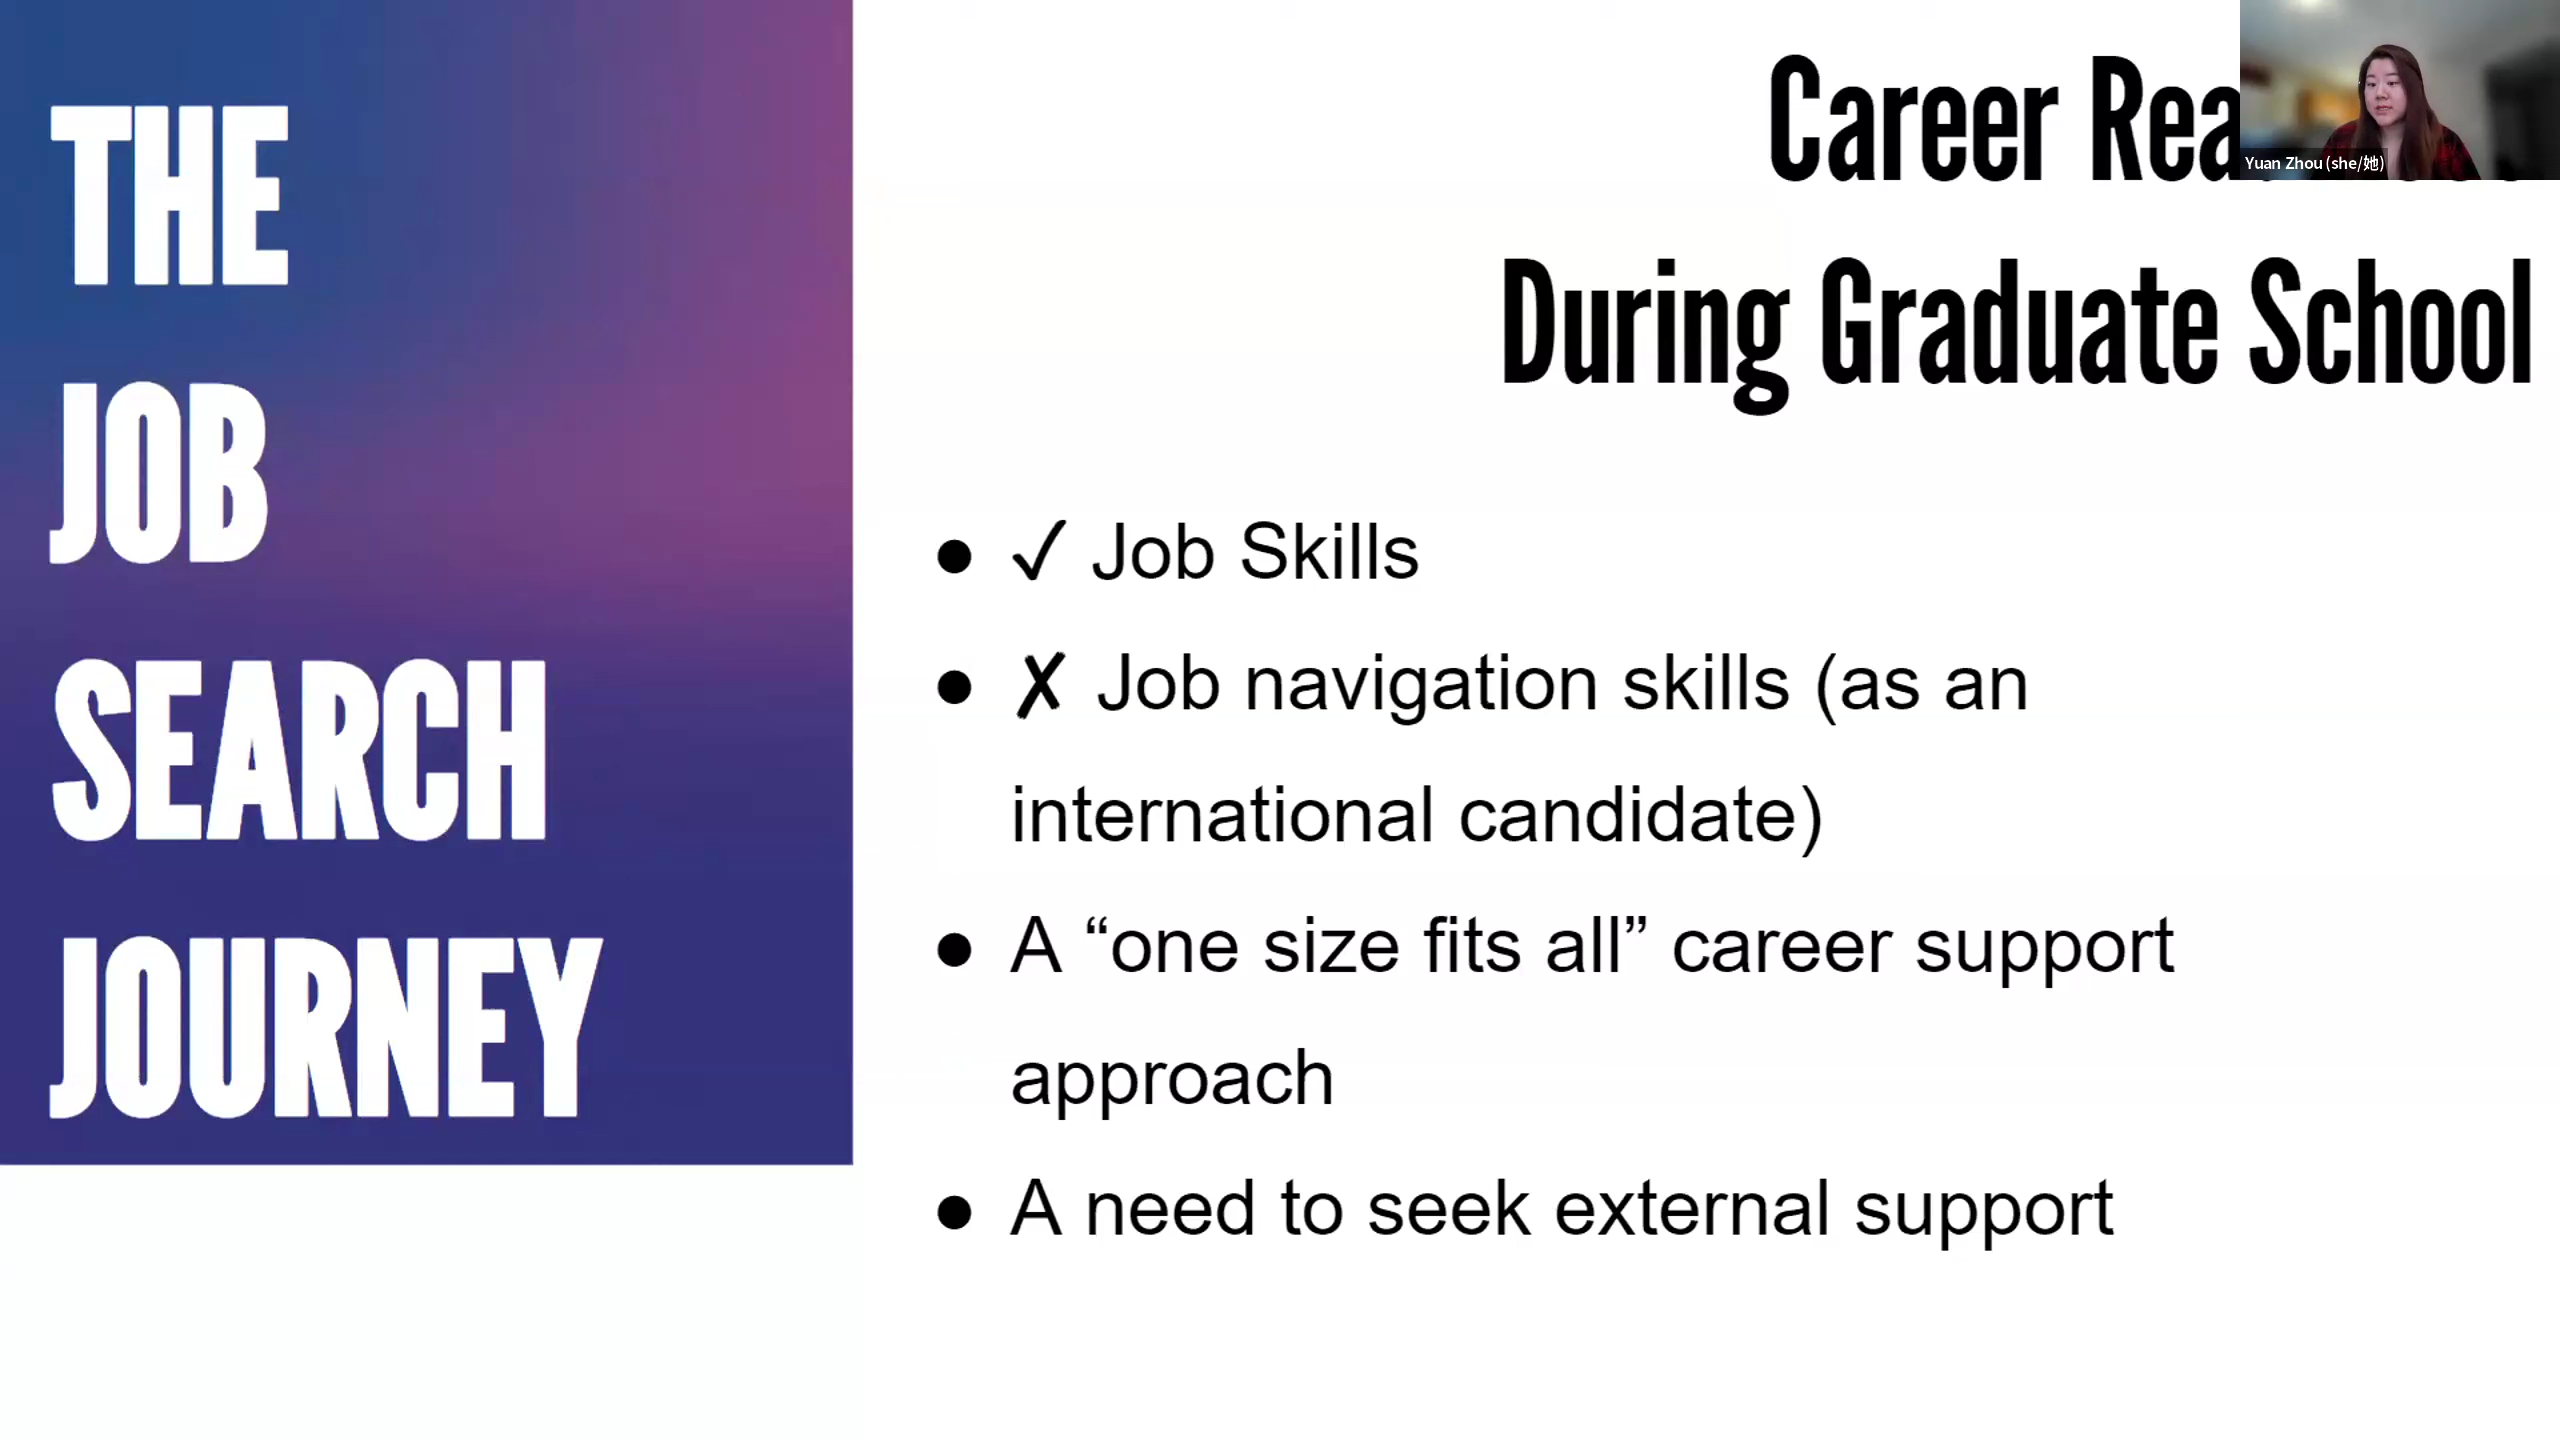 THE
JOB
SEARCH
JOURNEY
Career
During Graduate School
● ✓ Job Skills
● ✗ Job navigation skills (as an
international candidate)
● A “one size fits all” career support
approach
● A need to seek external support
Yuan Zhou (she/她)